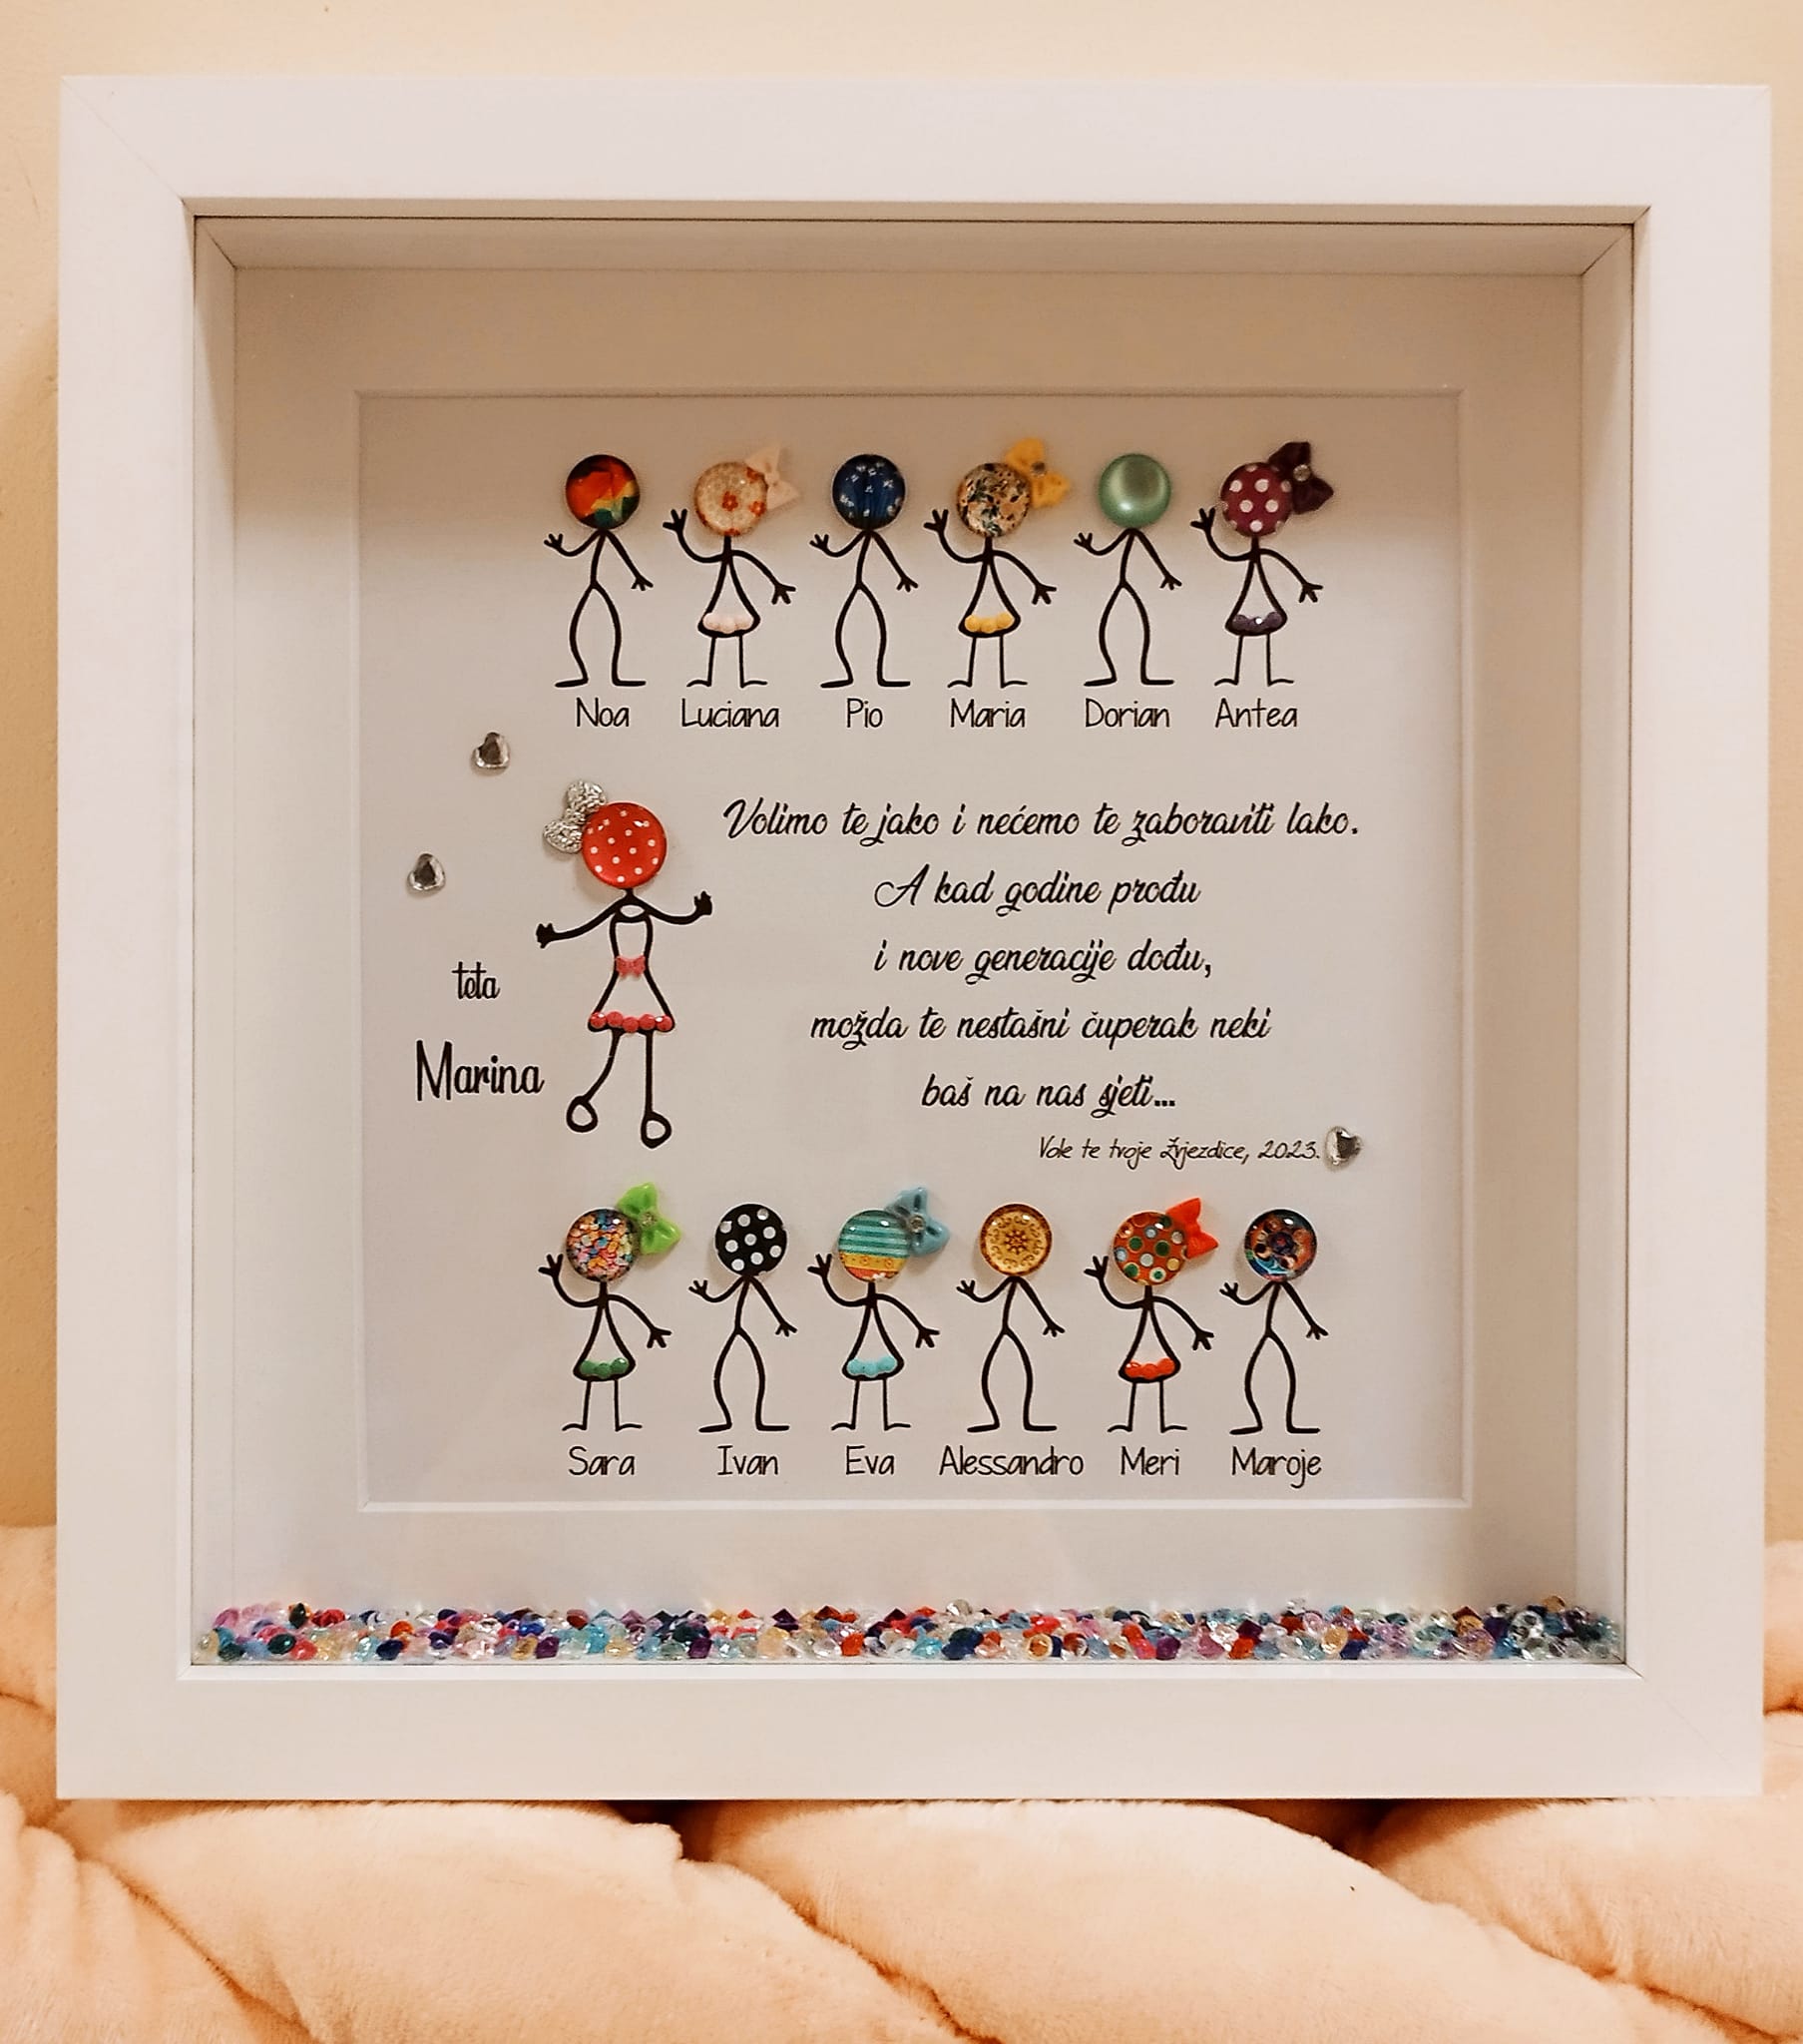 Noa Luciana Pio Maria Dorian Antea
Volimo te jako i nećemo te zaboraviti lako.
A kad godine prođu
i nove generacije dođu,
možda te nestašni čuperak neki
baš na nas sjeti...
Vole te tvoje Zvjezdice, 2023.
teta
Marina
Sara Ivan Eva Alessandro Meri Maroje